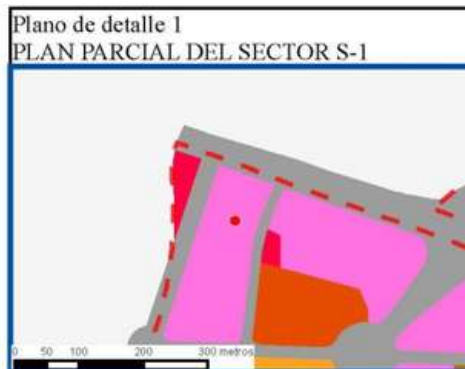 Plano de detalle 1
PLAN PARCIAL DEL SECTOR S-1
0 50 100 200 300 metros